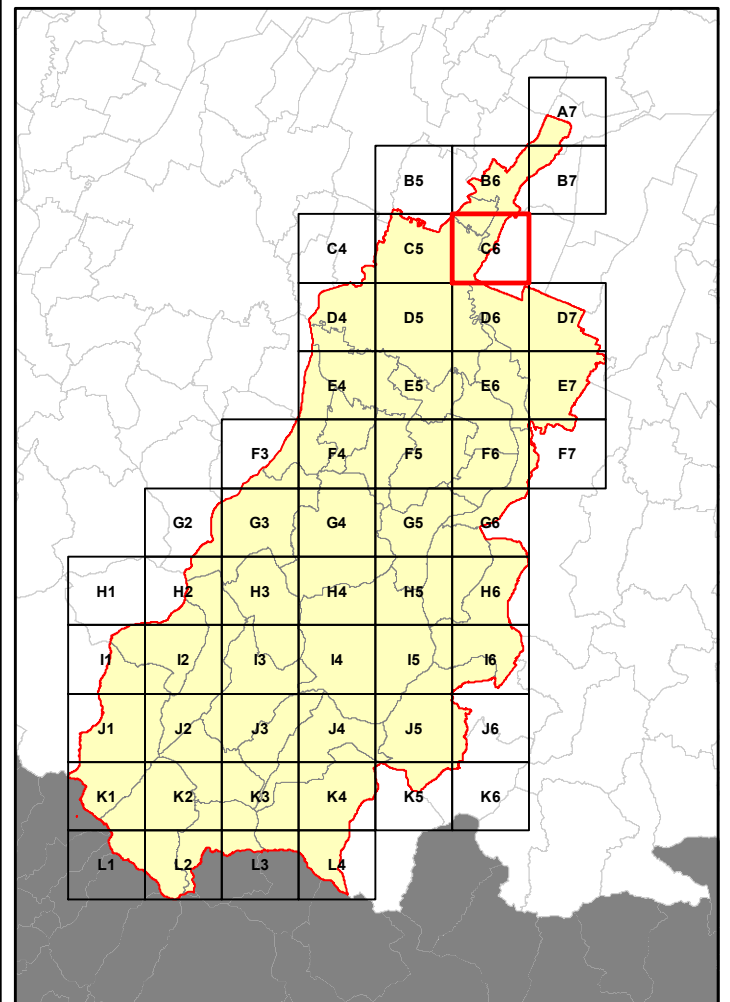 A7
B5 B6 B7
C4 C5 C6
D4 D5 D6 D7
E4 E5 E6 E7
F3 F4 F5 F6 F7
G2 G3 G4 G5 G6
H1 H2 H3 H4 H5 H6
I1 I2 I3 I4 I5 I6
J1 J2 J3 J4 J5 J6
K1 K2 K3 K4 K5 K6
L1 L2 L3 L4